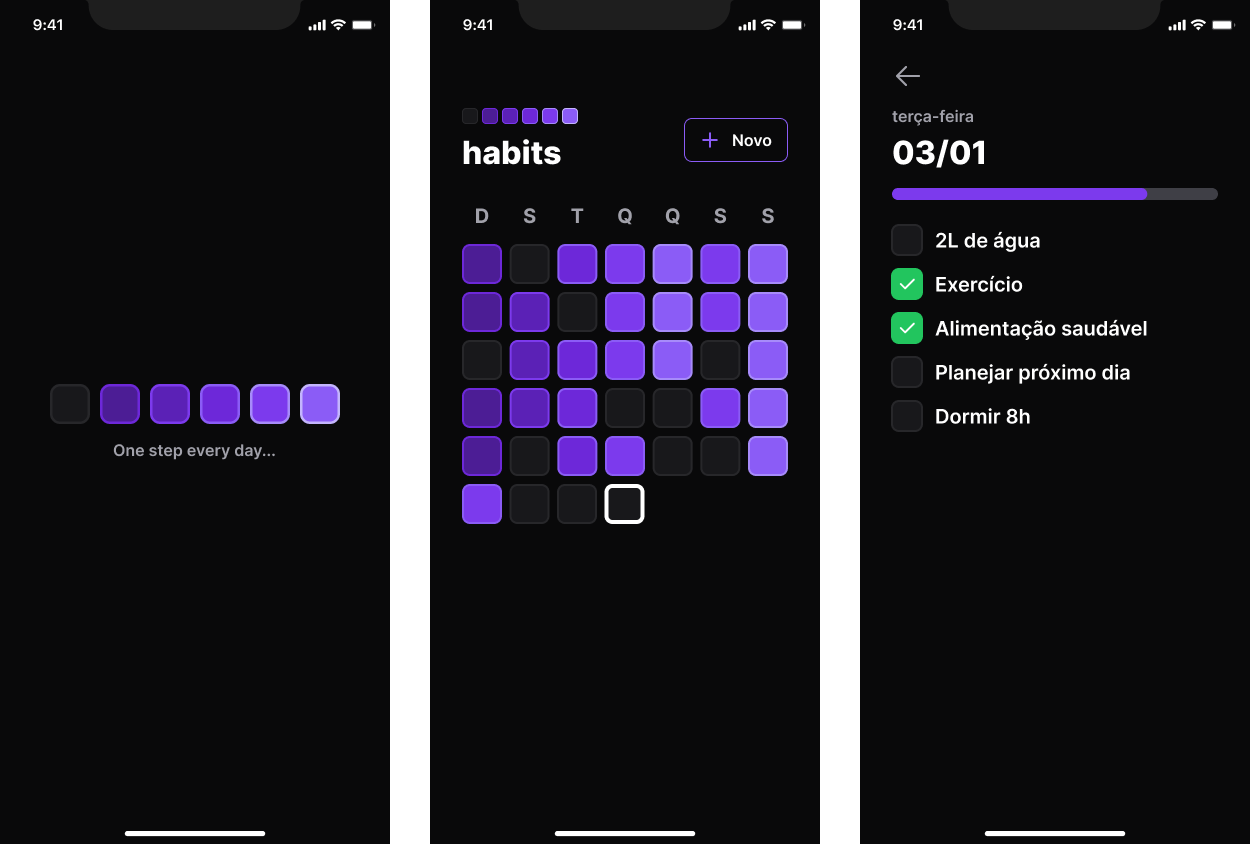 9:41
One step every day...
9:41
habits
Novo
D S T Q Q S S
9:41
terça-feira
03/01
2L de água
Exercício
Alimentação saudável
Planejar próximo dia
Dormir 8h